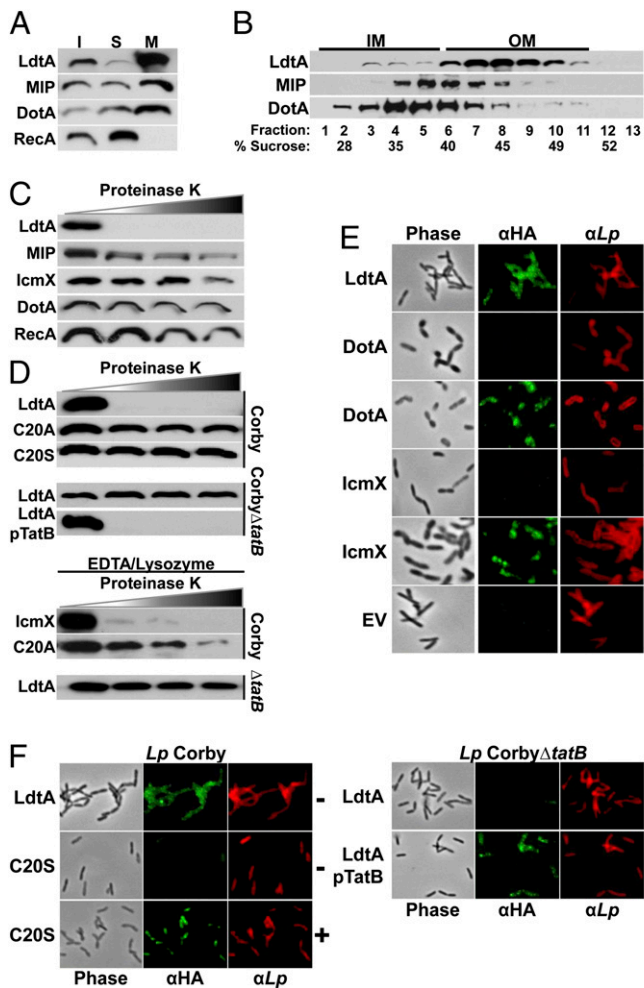 A
I S M
LdtA
MIP
DotA
RecA
B
IM OM
LdtA
MIP
DotA
Fraction: 1 2 3 4 5 6 7 8 9 10 11 12 13
% Sucrose: 28 35 40 45 49 52
C
Proteinase K
LdtA
MIP
IcmX
DotA
RecA
D
Proteinase K
LdtA
C20A
C20S
Corby
LdtA
LdtA
pTatB
CorbyΔtatB
EDTA/Lysozyme
Proteinase K
IcmX
C20A
Corby
LdtA
ΔtatB
E
Phase αHA αLp
LdtA
DotA
DotA
IcmX
IcmX
EV
F
Lp Corby
LdtA -
C20S -
C20S +
Phase αHA αLp
Lp CorbyΔtatB
LdtA
LdtA
pTatB
Phase αHA αLp